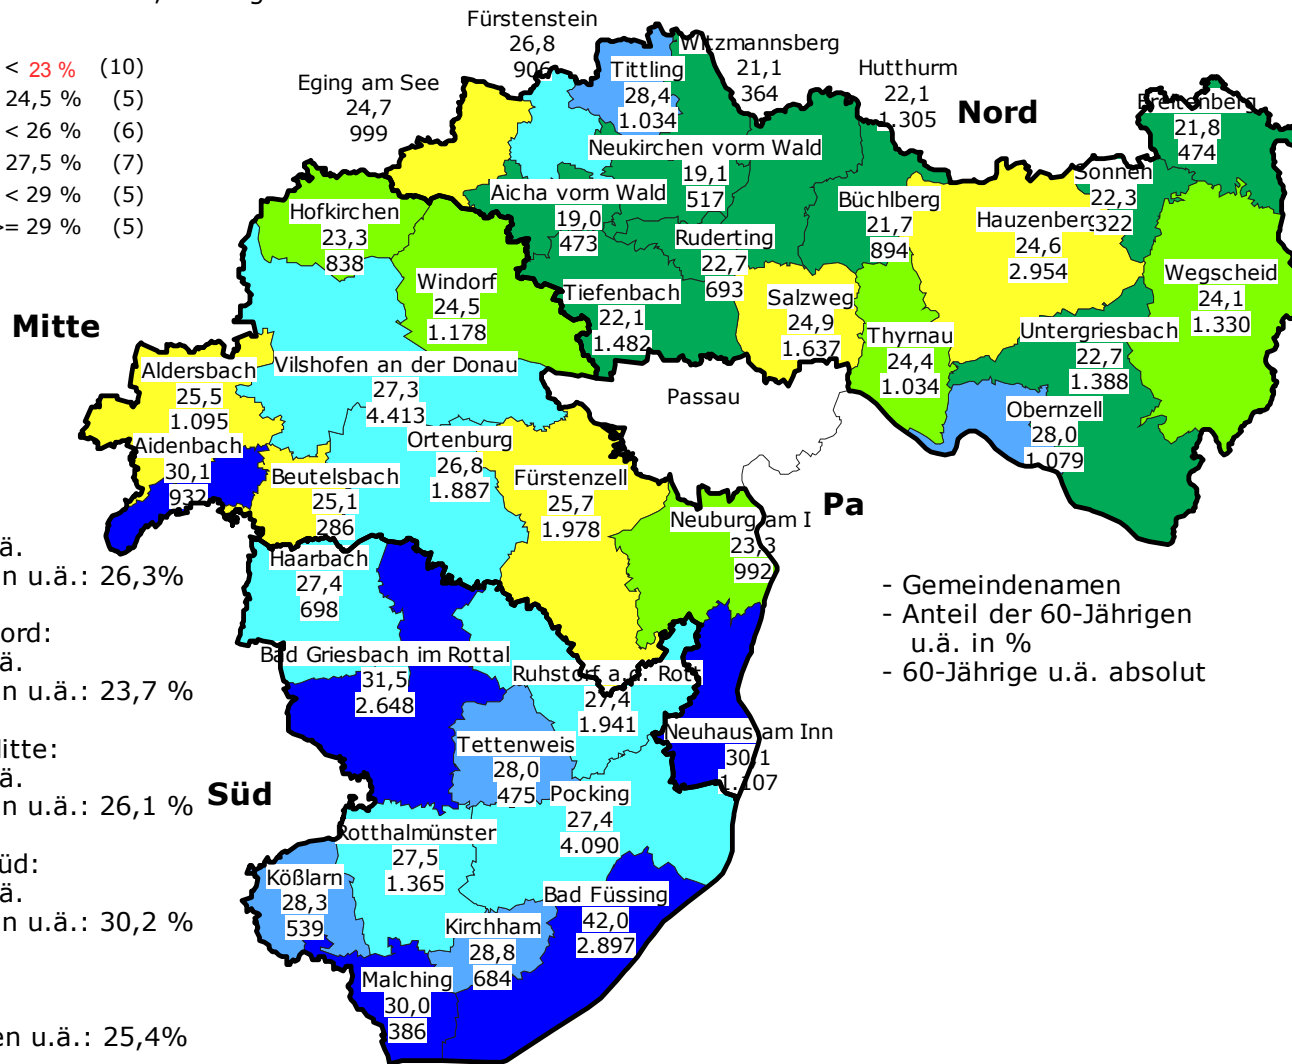 < 23 % (10)
24,5 % (5)
< 26 % (6)
27,5 % (7)
< 29 % (5)
>= 29 % (5)
Fürstenstein
26,8
906
Eging am See
24,7
999
Tittling
28,4
1.034
Witzmannsberg
21,1
364
Hutthurm
22,1
1.305
Nord
Breitenberg
21,8
474
Neukirchen vorm Wald
19,1
517
Aicha vorm Wald
19,0
473
Hofkirchen
23,3
838
Büchlberg
21,7
894
Sonnen
22,3
322
Hauzenberg
24,6
2.954
Ruderting
22,7
693
Windorf
24,5
1.178
Tiefenbach
22,1
1.482
Salzweg
24,9
1.637
Wegscheid
24,1
1.330
Mitte
Thyrnau
24,4
1.034
Untergriesbach
22,7
1.388
Aldersbach
25,5
1.095
Vilshofen an der Donau
27,3
4.413
Passau
Obernzell
28,0
1.079
Aidenbach
30,1
932
Ortenburg
26,8
1.887
Beutelsbach
25,1
286
Fürstenzell
25,7
1.978
Pa
Neuburg am I
23,3
992
Haarbach
27,4
698
ä.
n u.ä.: 26,3%
ord:
ä.
n u.ä.: 23,7 %
itte:
ä.
n u.ä.: 26,1 %
üd:
ä.
n u.ä.: 30,2 %
en u.ä.: 25,4%
- Gemeindenamen
- Anteil der 60-Jährigen
u.ä. in %
- 60-Jährige u.ä. absolut
Bad Griesbach im Rottal
31,5
2.648
Ruhstorf a.d. Rott
27,4
1.941
Neuhaus am Inn
30,1
1.107
Tettenweis
28,0
475
Süd
Pocking
27,4
4.090
Rotthalmünster
27,5
1.365
Kößlarn
28,3
539
Bad Füssing
42,0
2.897
Kirchham
28,8
684
Malching
30,0
386